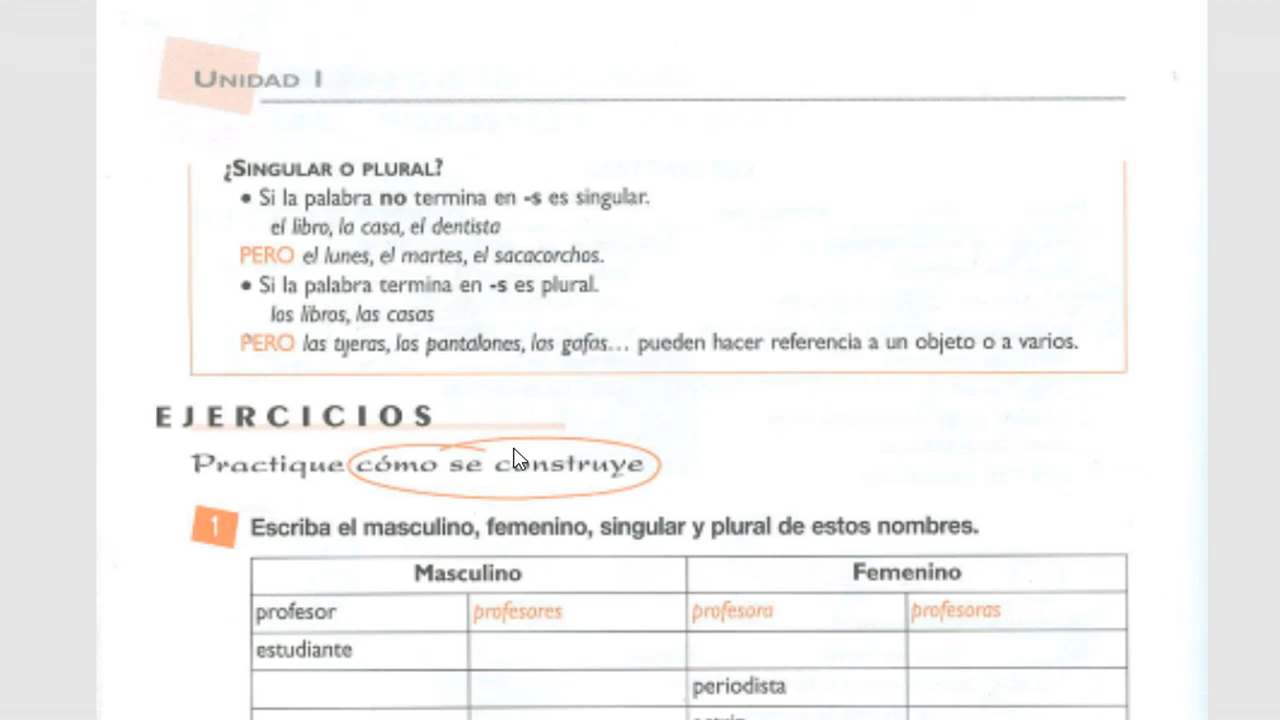 UNIDAD 1
¿SINGULAR O PLURAL?
• Si la palabra no termina en -s es singular.
el libro, la casa, el dentista
PERO el lunes, el martes, el sacacorchos.
• Si la palabra termina en -s es plural.
los libros, las casas
PERO las tijeras, los pantalones, las gafas... pueden hacer referencia a un objeto o a varios.
EJERCICIOS
Practique cómo se construye
1 Escriba el masculino, femenino, singular y plural de estos nombres.
Masculino Femenino
profesor profesores profesora profesoras
estudiante
periodista